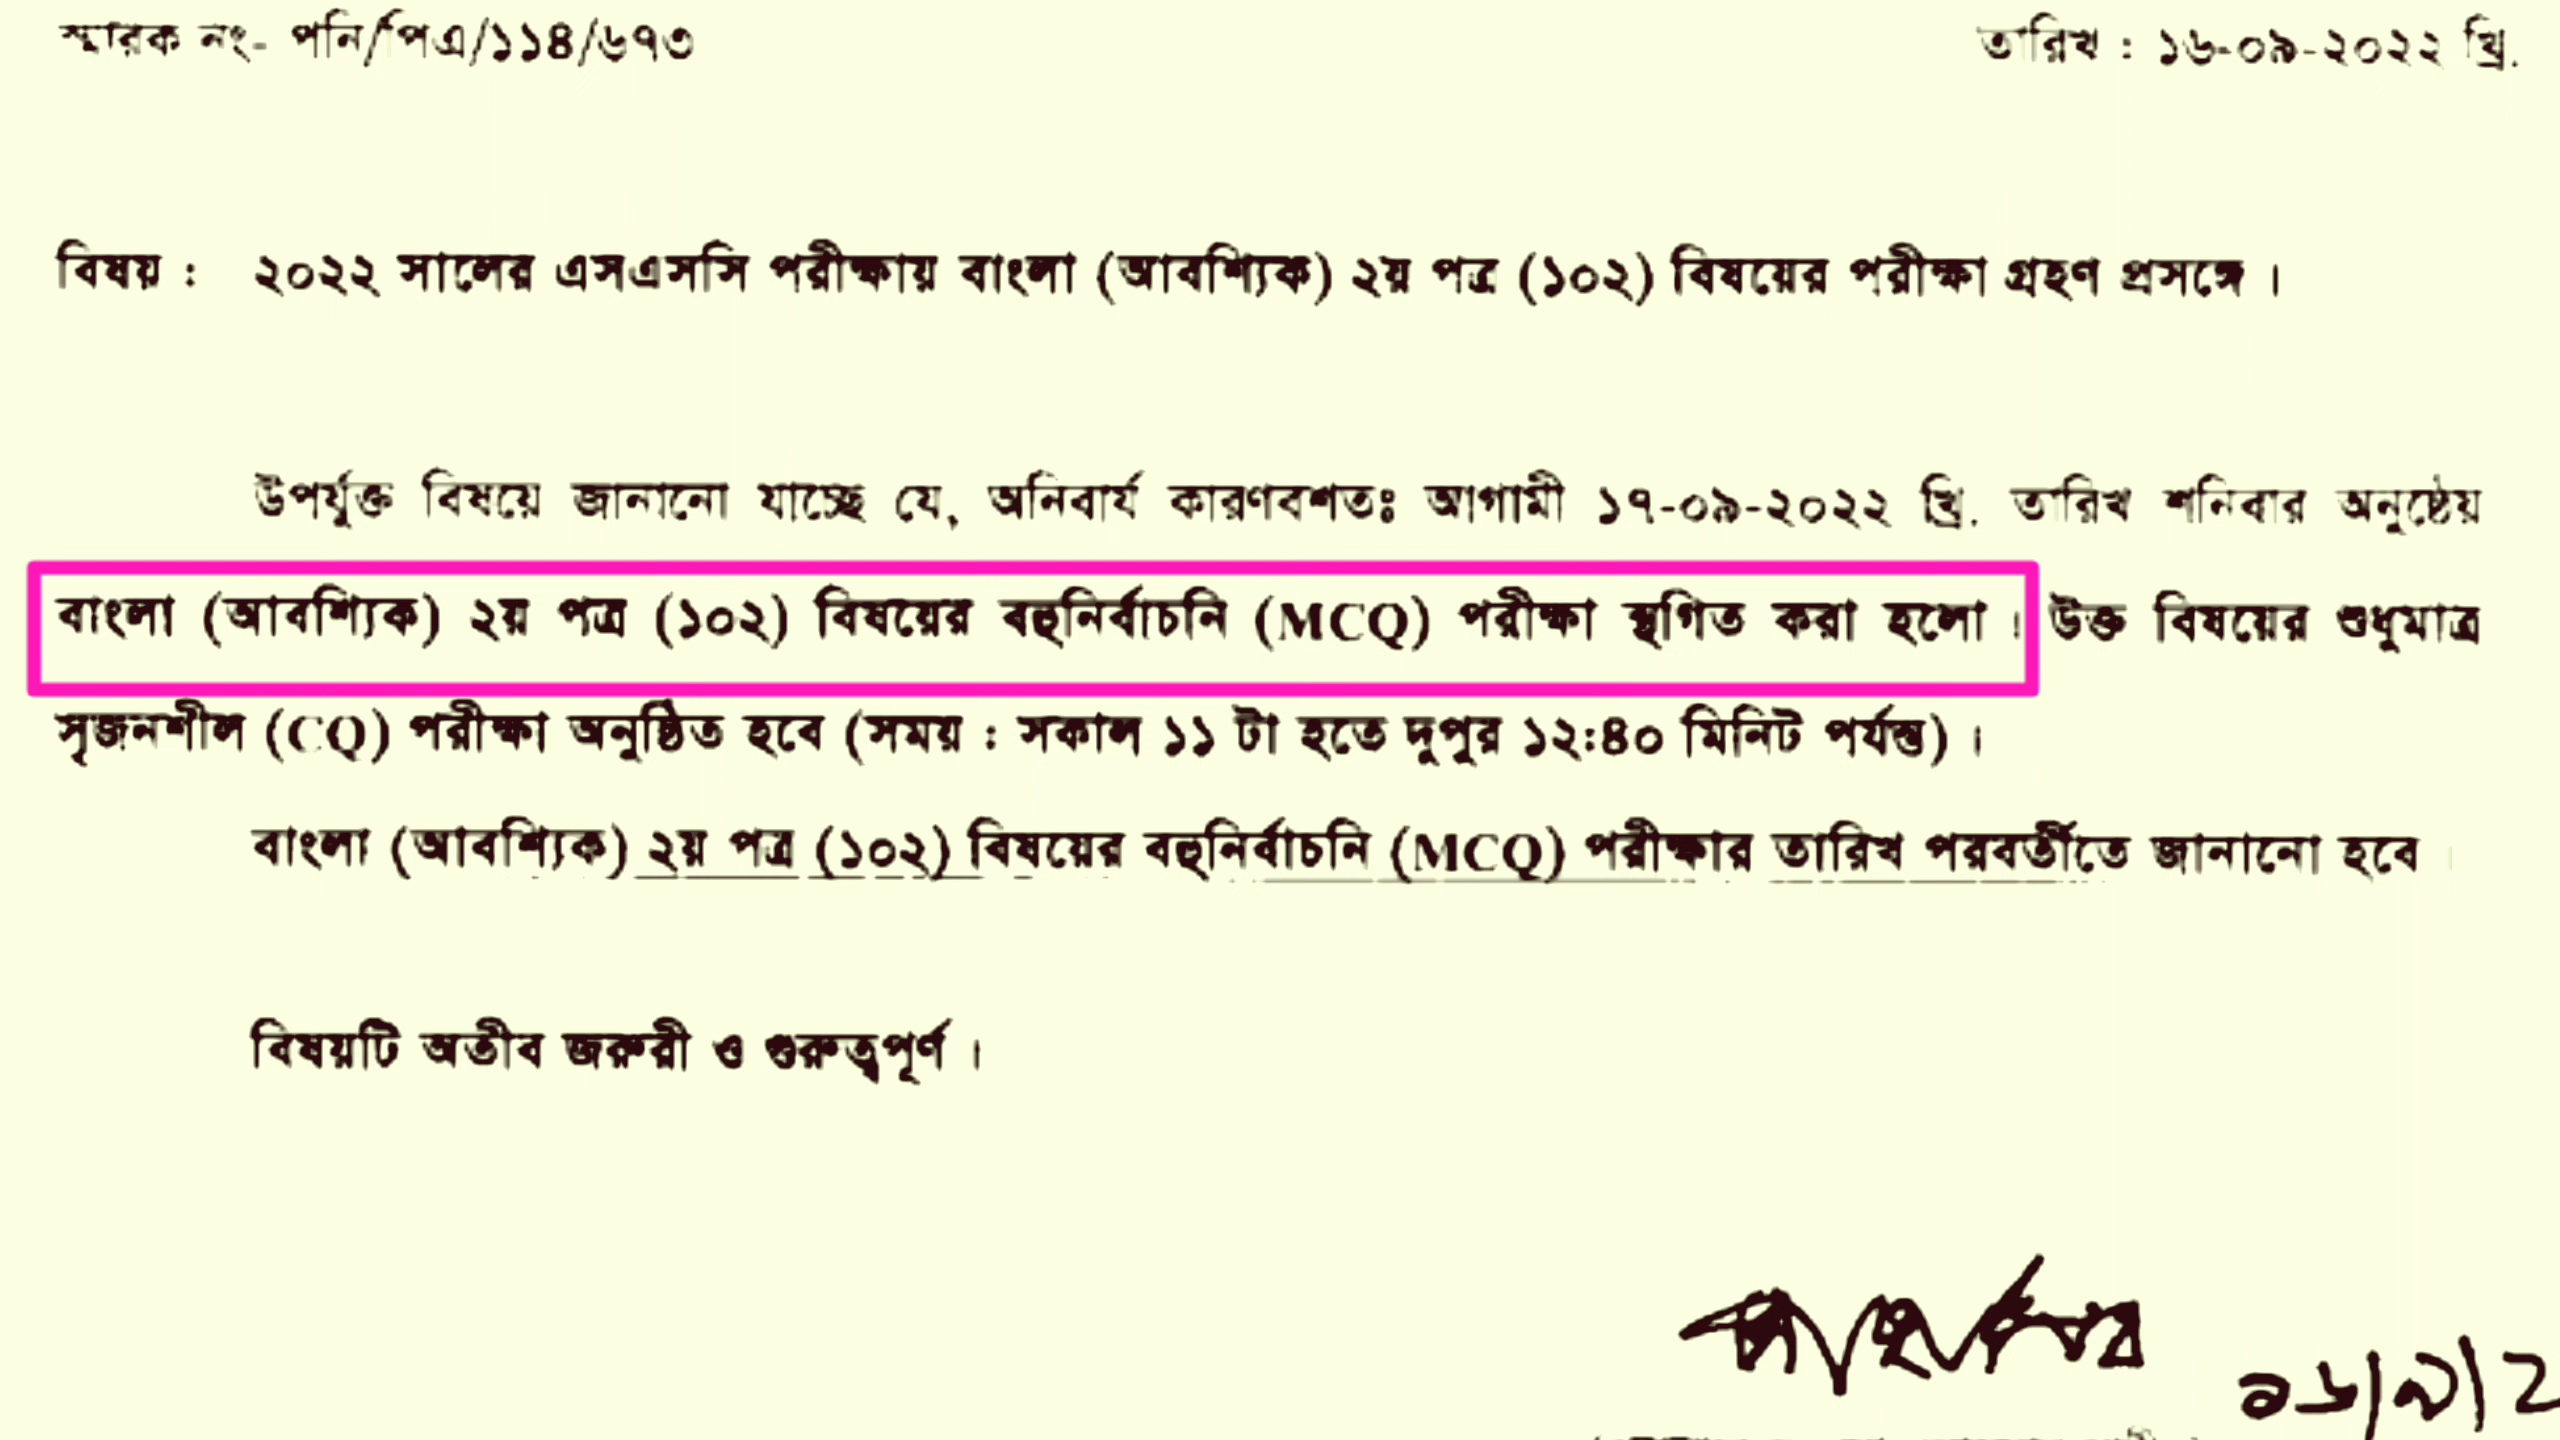 স্মারক নং- পনি/পিএ/১১৪/৬৭৩
তারিখ : ১৬-০৯-২০২২ খ্রি.
বিষয় : ২০২২ সালের এসএসসি পরীক্ষায় বাংলা (আবশ্যিক) ২য় পত্র (১০২) বিষয়ের পরীক্ষা গ্রহণ প্রসঙ্গে ।
উপর্যুক্ত বিষয়ে জানানো যাচ্ছে যে, অনিবার্য কারণবশতঃ আগামী ১৭-০৯-২০২২ খ্রি. তারিখ শনিবার অনুষ্ঠেয়
বাংলা (আবশ্যিক) ২য় পত্র (১০২) বিষয়ের বহুনির্বাচনি (MCQ) পরীক্ষা স্থগিত করা হলো । উক্ত বিষয়ের শুধুমাত্র
সৃজনশীল (CQ) পরীক্ষা অনুষ্ঠিত হবে (সময় : সকাল ১১ টা হতে দুপুর ১২:৪০ মিনিট পর্যন্ত) ।
বাংলা (আবশ্যিক) ২য় পত্র (১০২) বিষয়ের বহুনির্বাচনি (MCQ) পরীক্ষার তারিখ পরবর্তীতে জানানো হবে
বিষয়টি অতীব জরুরী ও গুরুত্বপূর্ণ ।
১৬|৯|2